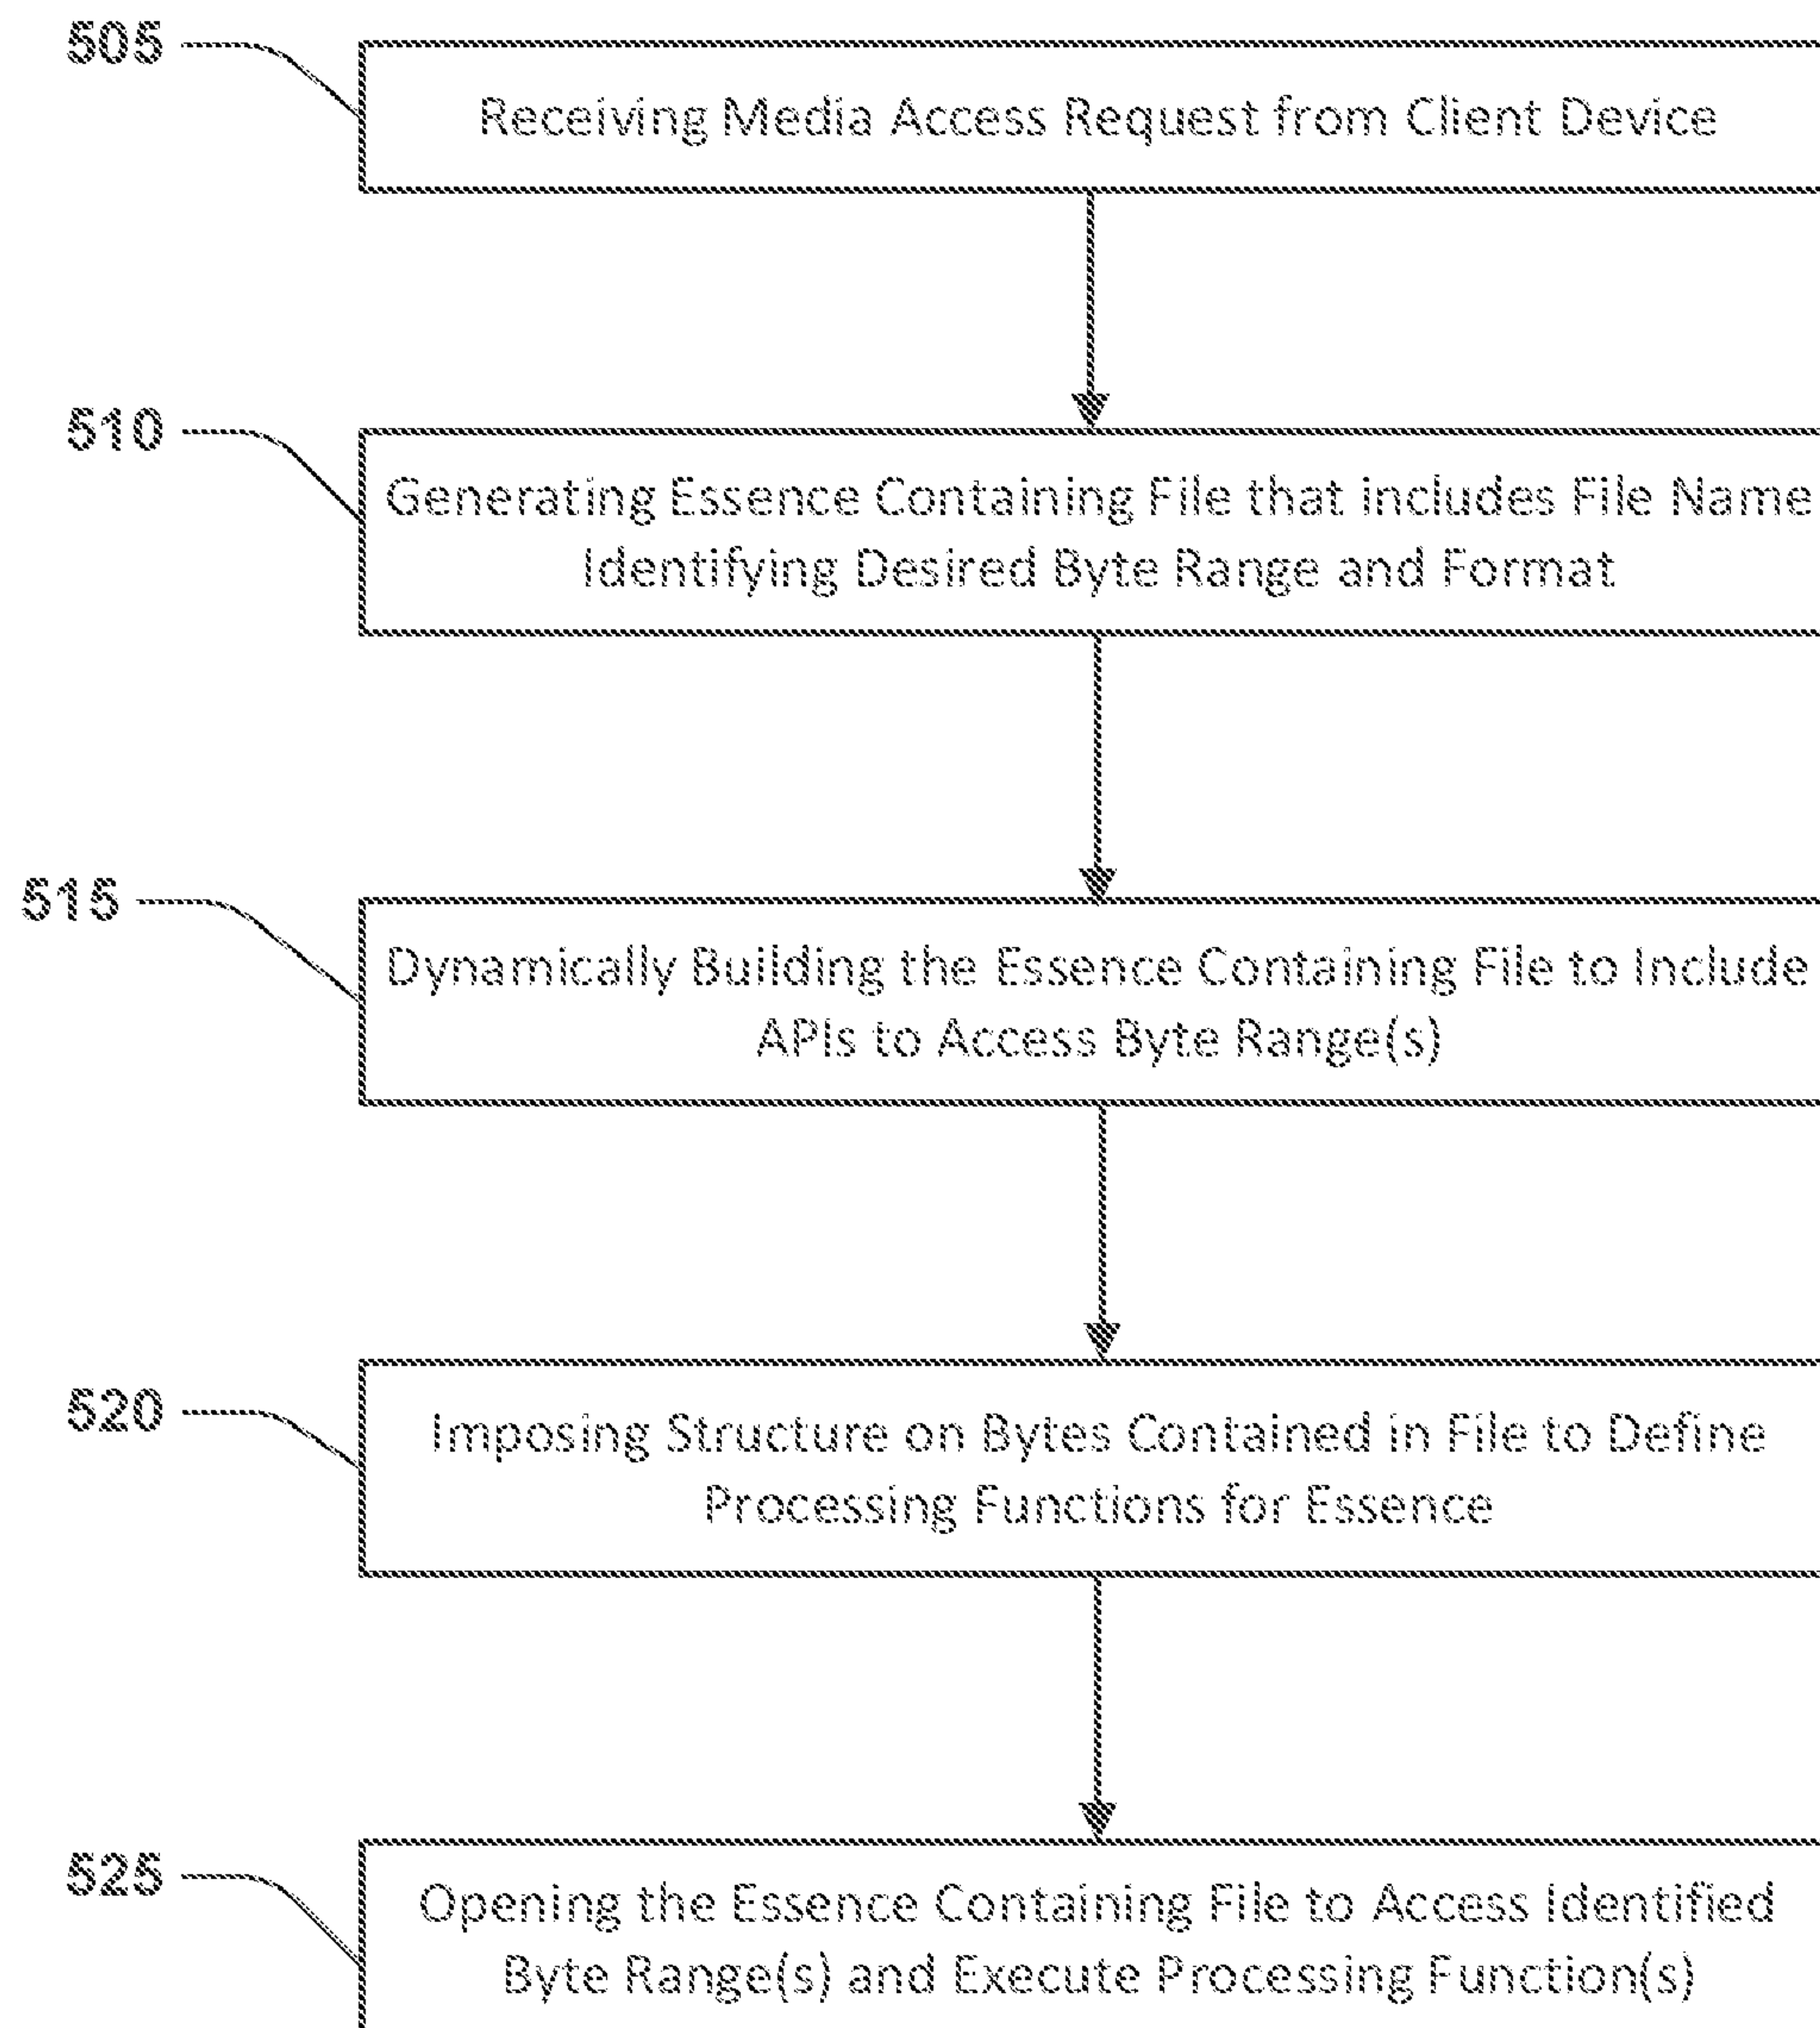 505
Receiving Media Access Request from Client Device
510
Generating Essence Containing File that includes File Name
Identifying Desired Byte Range and Format
515
Dynamically Building the Essence Containing File to Include
APIs to Access Byte Range(s)
520
Imposing Structure on Bytes Contained in File to Define
Processing Functions for Essence
525
Opening the Essence Containing File to Access Identified
Byte Range(s) and Execute Processing Function(s)